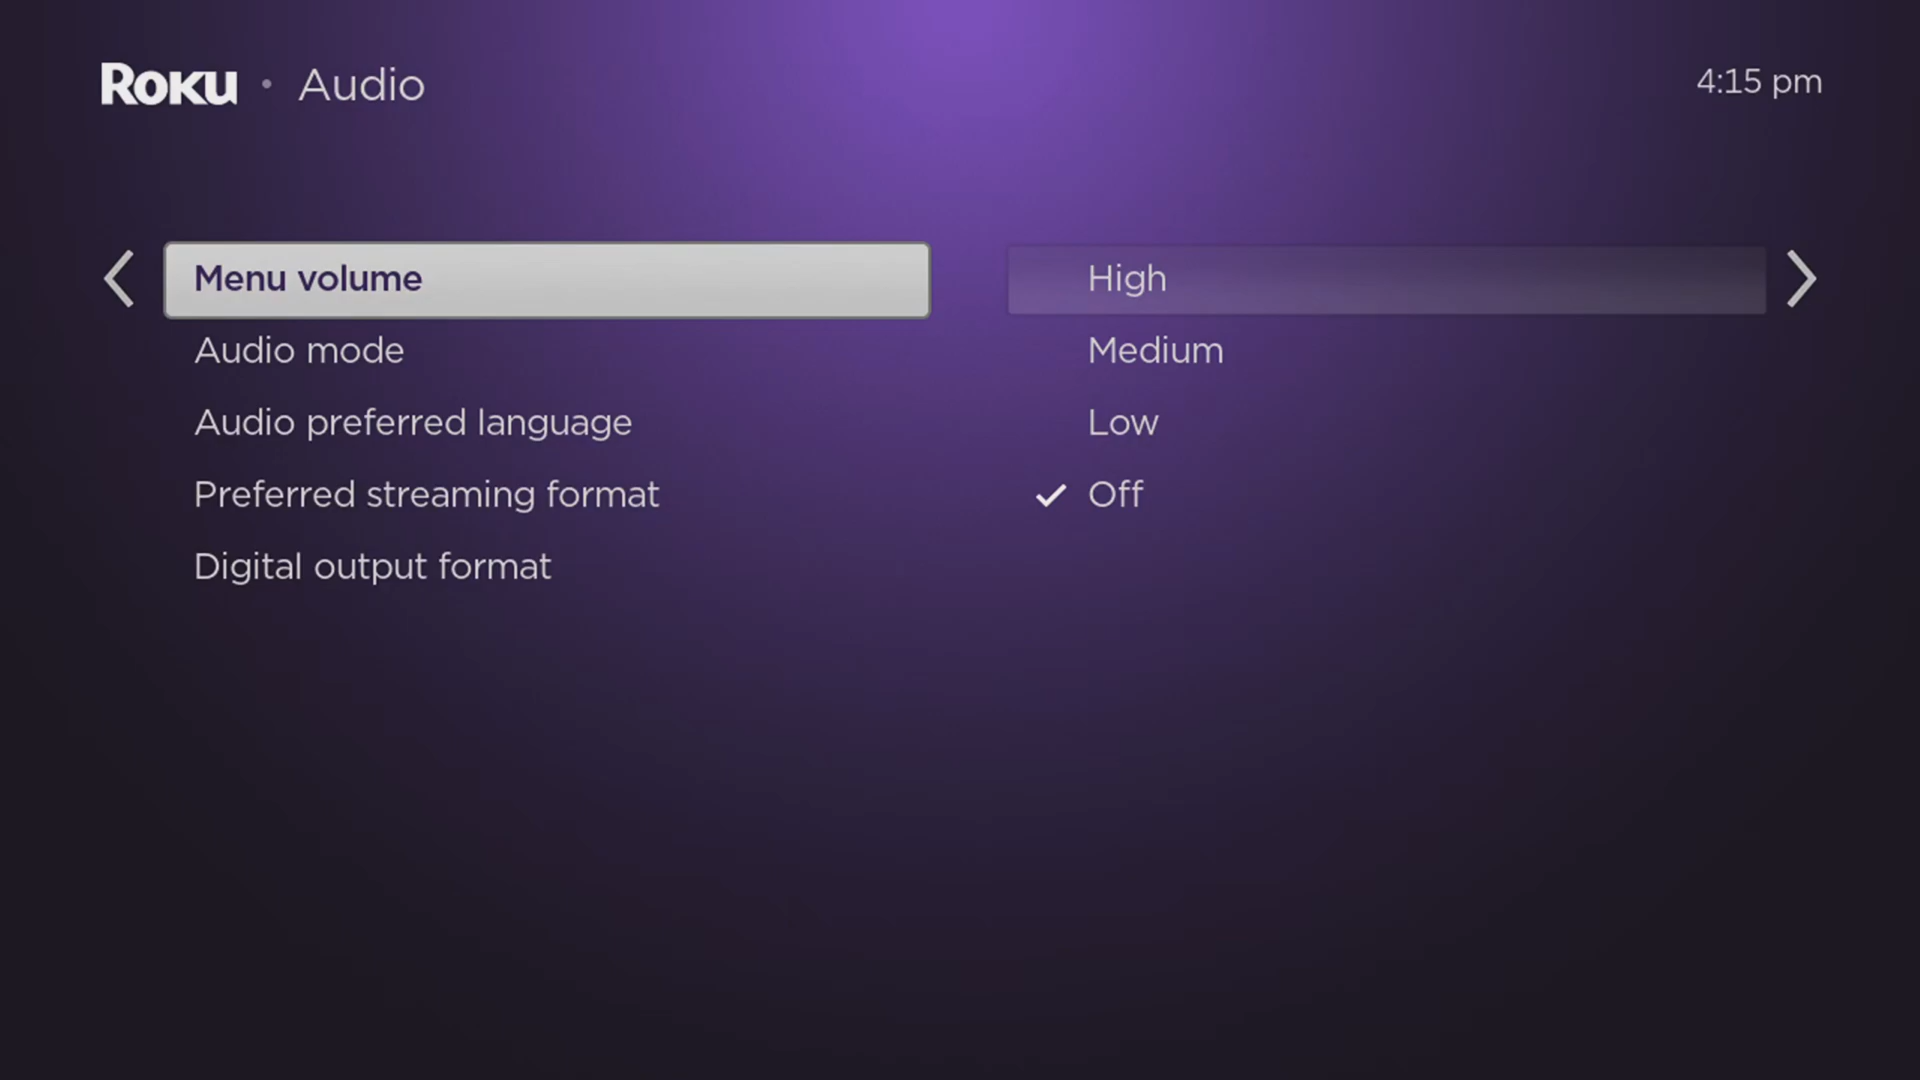 Roku • Audio
4:15 pm
Menu volume
Audio mode
Audio preferred language
Preferred streaming format
Digital output format
High
Medium
Low
Off